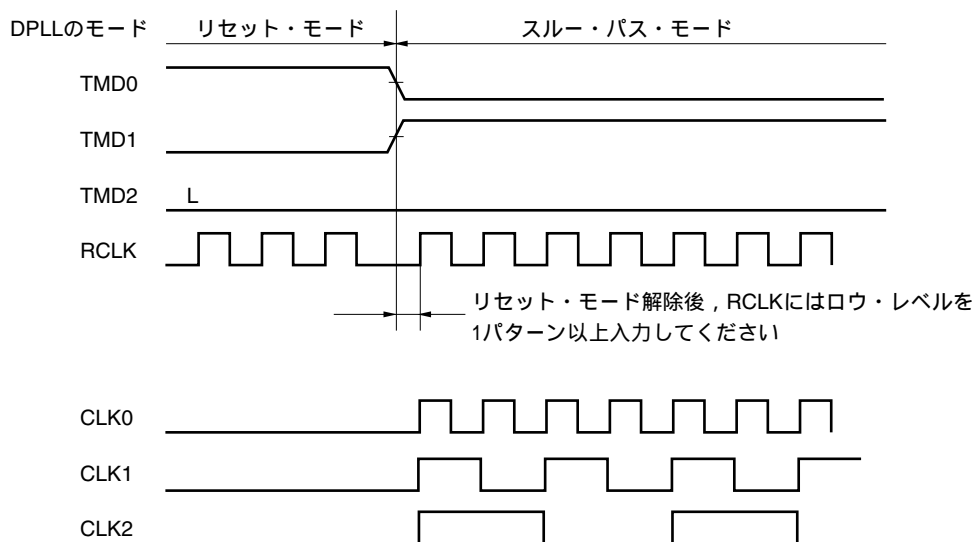 DPLLのモード リセット・モード スルー・パス・モード
TMD0
TMD1
TMD2 L
RCLK
リセット・モード解除後，RCLKにはロウ・レベルを
1パターン以上入力してください
CLK0
CLK1
CLK2